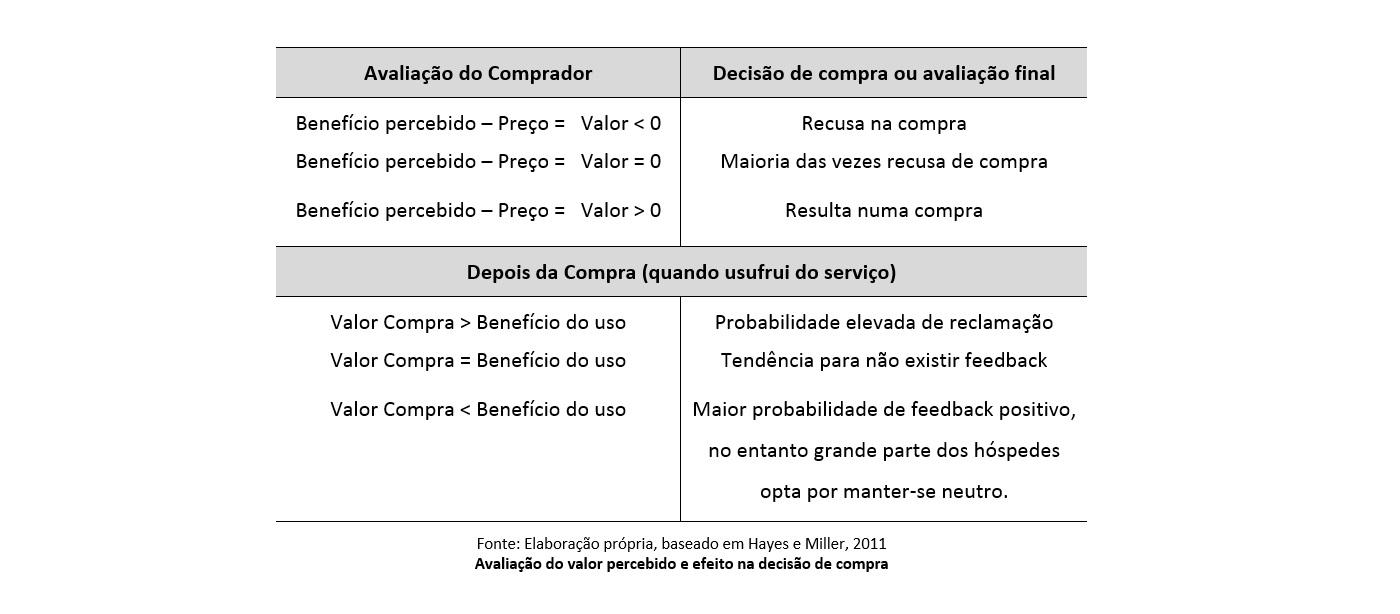 Avaliação do Comprador Decisão de compra ou avaliação final
Benefício percebido – Preço = Valor < 0 Recusa na compra
Benefício percebido – Preço = Valor = 0 Maioria das vezes recusa de compra
Benefício percebido – Preço = Valor > 0 Resulta numa compra
Depois da Compra (quando usufrui do serviço)
Valor Compra > Benefício do uso Probabilidade elevada de reclamação
Valor Compra = Benefício do uso Tendência para não existir feedback
Valor Compra < Benefício do uso Maior probabilidade de feedback positivo,
no entanto grande parte dos hóspedes
opta por manter-se neutro.
Fonte: Elaboração própria, baseado em Hayes e Miller, 2011
Avaliação do valor percebido e efeito na decisão de compra